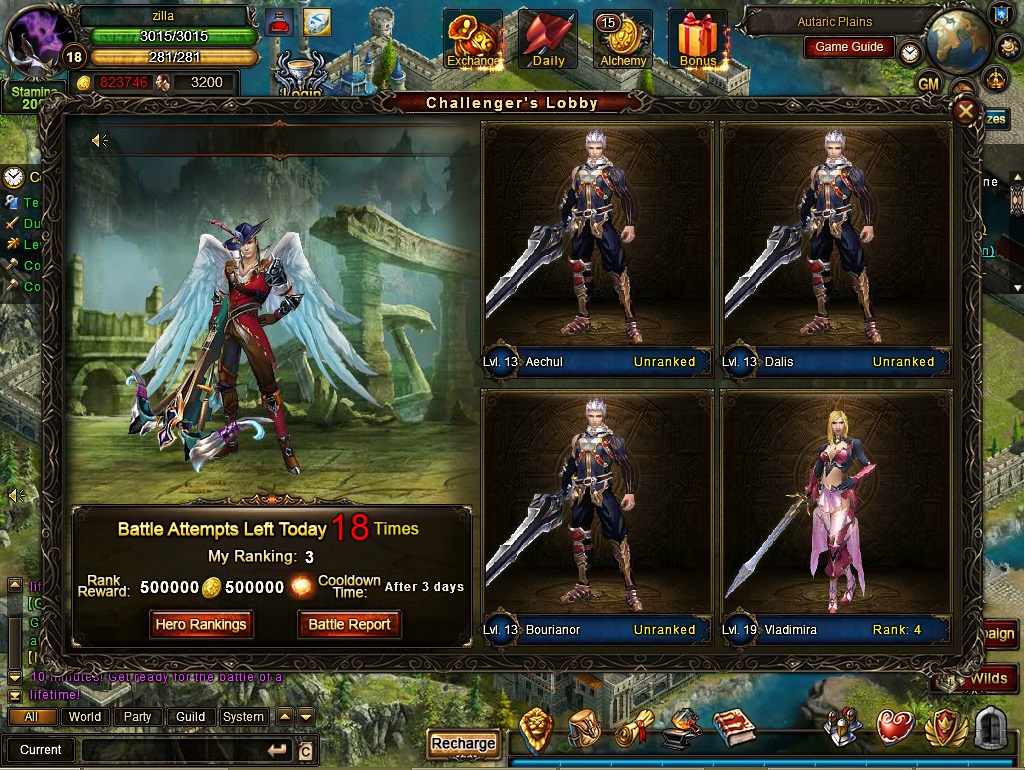 zilla
3015/3015
18
281/281
823746
3200
Stamina
Login
Exchange
Daily
15
Alchemy
Bonus
Autaric Plains
Game Guide
GM
Challenger's Lobby
Lvl. 13 Aechul Unranked
Lvl. 13 Dalis Unranked
Battle Attempts Left Today 18 Times
My Ranking: 3
Rank Reward: 500000 500000 Cooldown Time: After 3 days
Hero Rankings
Battle Report
Lvl. 13 Bourianor Unranked
Lvl. 19 Vladimira Rank: 4
Wilds
10 minutes! Get ready for the battle of a
lifetime!
All
World
Party
Guild
System
Current
C
Recharge